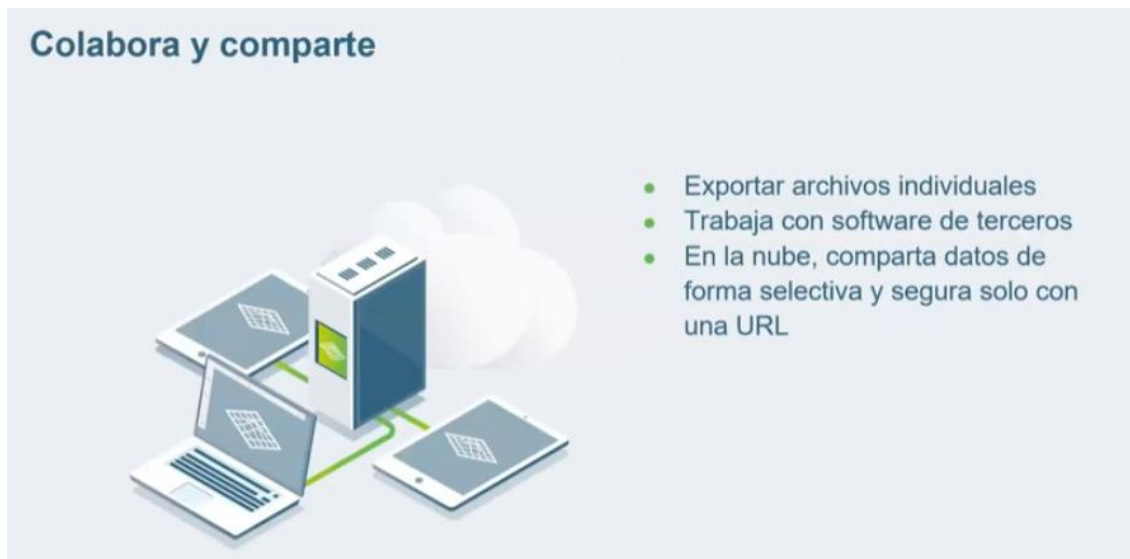 Colabora y comparte
Exportar archivos individuales
Trabaja con software de terceros
En la nube, comparta datos de
forma selectiva y segura solo con
una URL